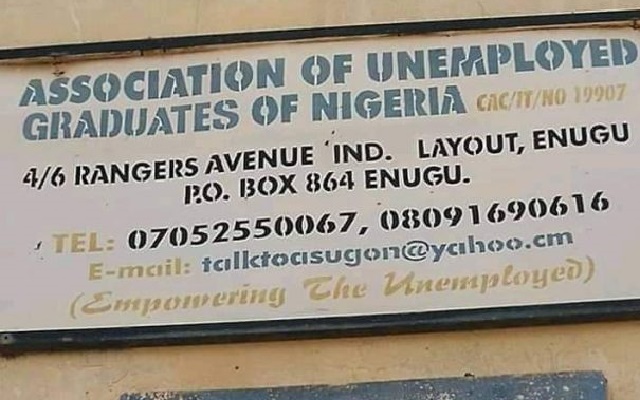 ASSOCIATION OF UNEMPLOYED
GRADUATES OF NIGERIA CAC/IT/NO 19907
4/6 RANGERS AVENUE 'IND. LAYOUT, ENUGU
P.O. BOX 864 ENUGU.
TEL: 07052550067, 08091690616
E-mail: talktoasugon@yahoo.cm
(Empowering The Unemployed)